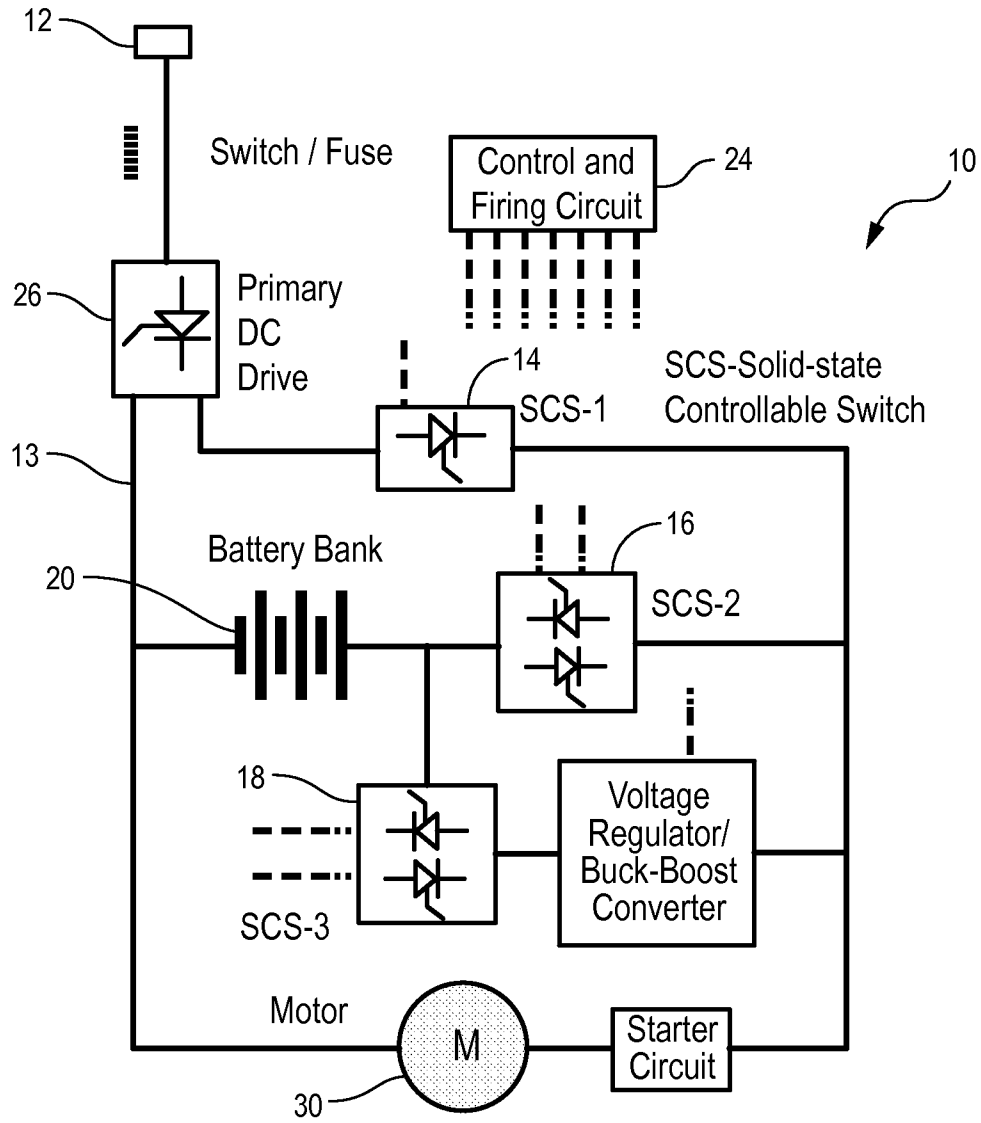 12
Switch / Fuse
Control and
Firing Circuit
24
10
26
Primary
DC
Drive
14
SCS-1
SCS-Solid-state
Controllable Switch
13
Battery Bank
20
16
SCS-2
18
SCS-3
Voltage
Regulator/
Buck-Boost
Converter
Motor
M
30
Starter
Circuit